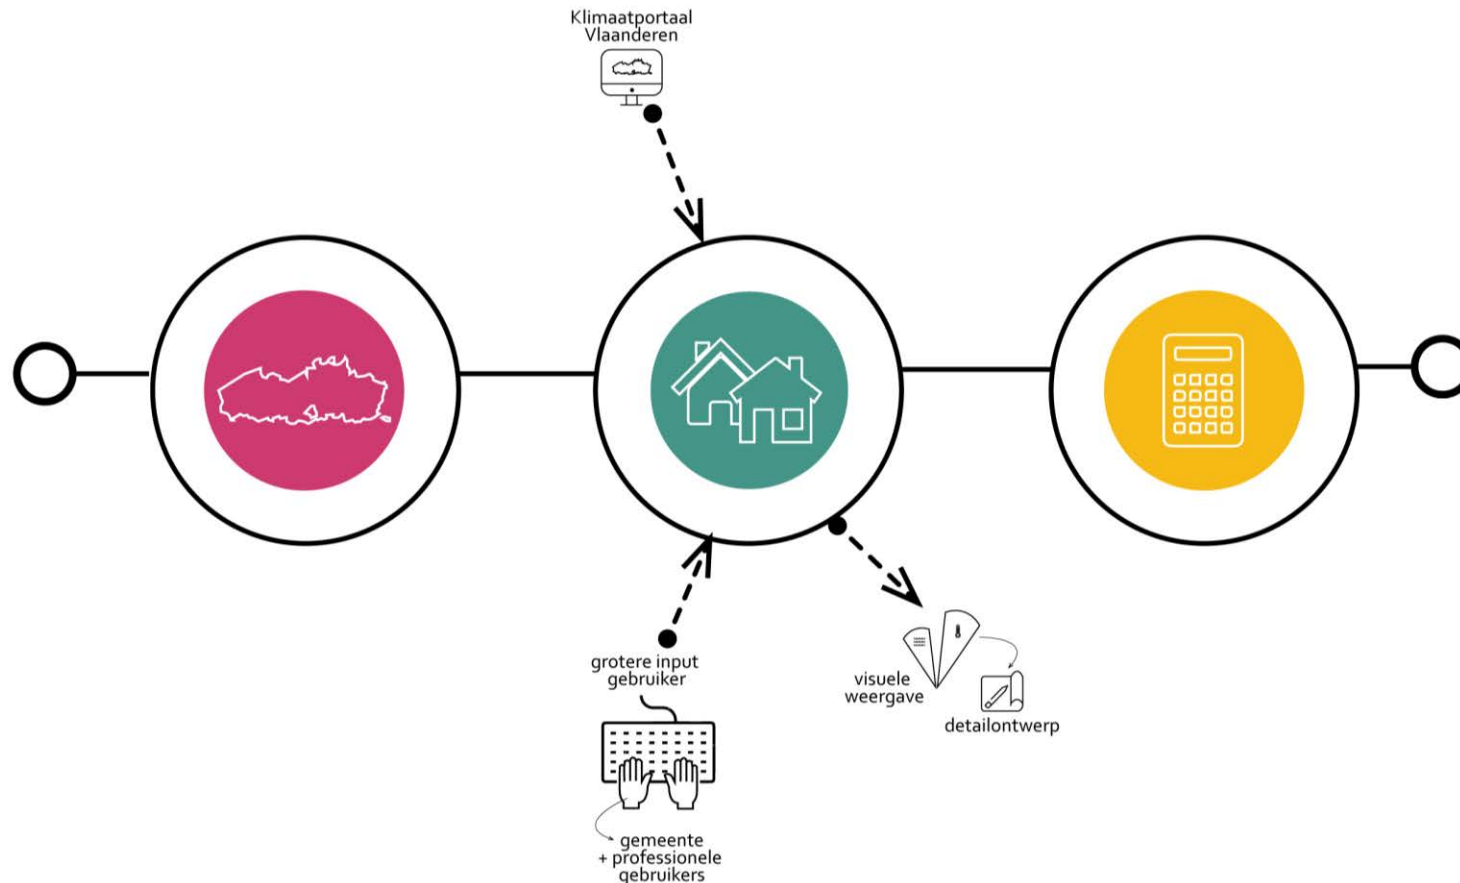 Klimaatportaal
Vlaanderen
grotere input
gebruiker
visuele
weergave
detailontwerp
gemeente
+ professionele
gebruikers